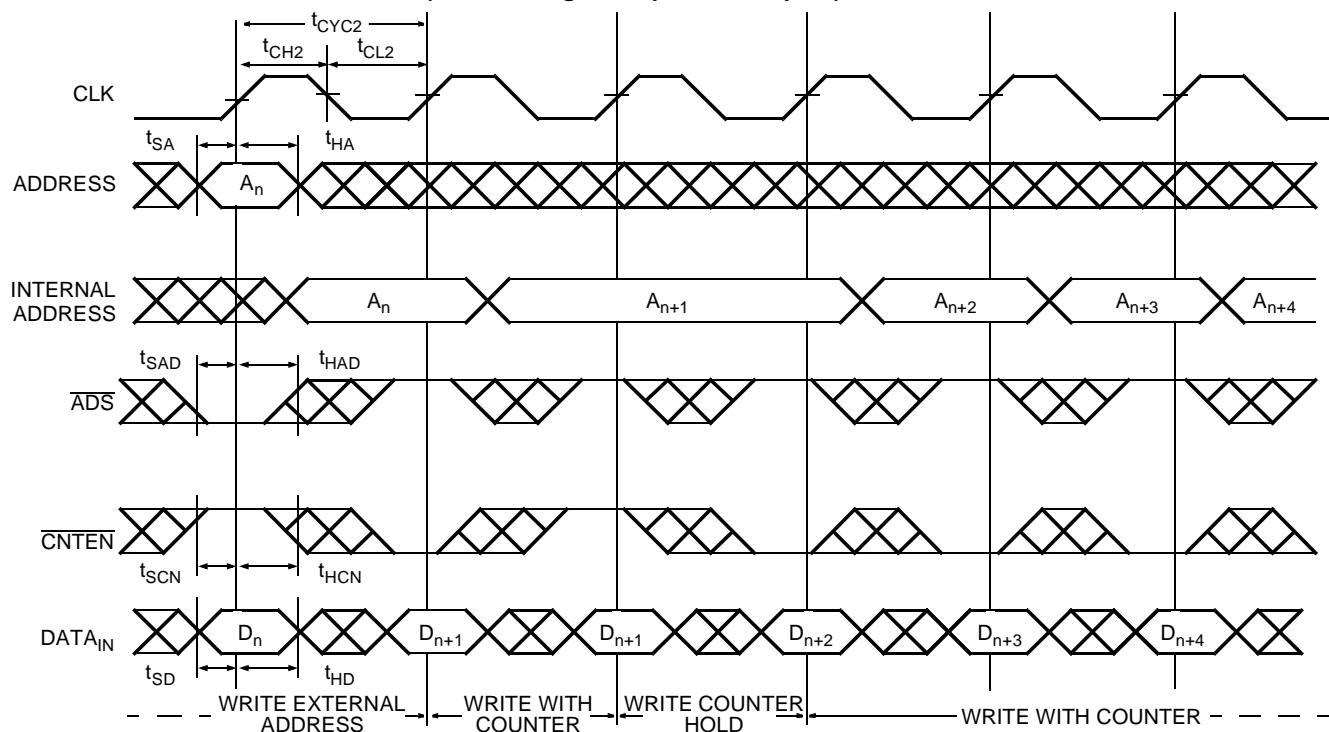 tCYC2
tCH2 tCL2
CLK
tSA tHA
ADDRESS An
INTERNAL
ADDRESS
An An+1 An+2 An+3 An+4
tSAD tHAD
ADS
CNTEN
tSCN tHCN
DATAIN Dn Dn+1 Dn+1 Dn+2 Dn+3 Dn+4
tSD tHD
WRITE EXTERNAL
ADDRESS
WRITE WITH
COUNTER
WRITE COUNTER
HOLD
WRITE WITH COUNTER